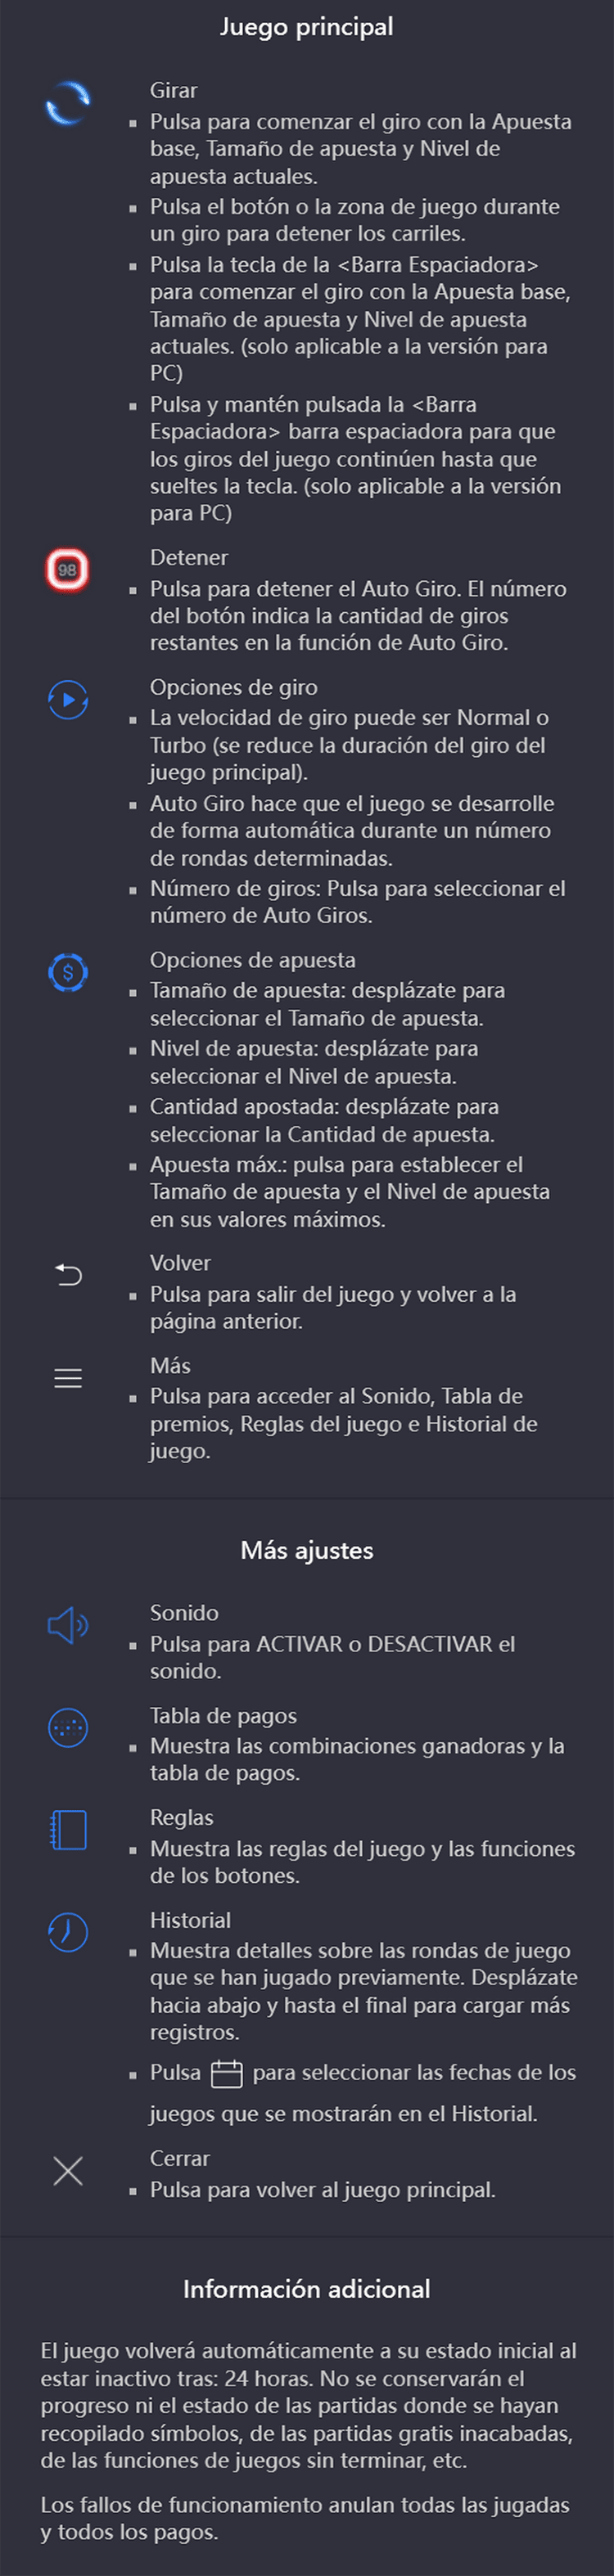 Juego principal
Girar
▪ Pulsa para comenzar el giro con la Apuesta
base, Tamaño de apuesta y Nivel de
apuesta actuales.
▪ Pulsa el botón o la zona de juego durante
un giro para detener los carriles.
▪ Pulsa la tecla de la <Barra Espaciadora>
para comenzar el giro con la Apuesta base,
Tamaño de apuesta y Nivel de apuesta
actuales. (solo aplicable a la versión para
PC)
▪ Pulsa y mantén pulsada la <Barra
Espaciadora> barra espaciadora para que
los giros del juego continúen hasta que
sueltes la tecla. (solo aplicable a la versión
para PC)
98
Detener
▪ Pulsa para detener el Auto Giro. El número
del botón indica la cantidad de giros
restantes en la función de Auto Giro.
Opciones de giro
▪ La velocidad de giro puede ser Normal o
Turbo (se reduce la duración del giro del
juego principal).
▪ Auto Giro hace que el juego se desarrolle
de forma automática durante un número
de rondas determinadas.
▪ Número de giros: Pulsa para seleccionar el
número de Auto Giros.
$
Opciones de apuesta
▪ Tamaño de apuesta: desplázate para
seleccionar el Tamaño de apuesta.
▪ Nivel de apuesta: desplázate para
seleccionar el Nivel de apuesta.
▪ Cantidad apostada: desplázate para
seleccionar la Cantidad de apuesta.
▪ Apuesta máx.: pulsa para establecer el
Tamaño de apuesta y el Nivel de apuesta
en sus valores máximos.
Volver
▪ Pulsa para salir del juego y volver a la
página anterior.
Más
▪ Pulsa para acceder al Sonido, Tabla de
premios, Reglas del juego e Historial de
juego.
Más ajustes
Sonido
▪ Pulsa para ACTIVAR o DESACTIVAR el
sonido.
Tabla de pagos
▪ Muestra las combinaciones ganadoras y la
tabla de pagos.
Reglas
▪ Muestra las reglas del juego y las funciones
de los botones.
Historial
▪ Muestra detalles sobre las rondas de juego
que se han jugado previamente. Desplázate
hacia abajo y hasta el final para cargar más
registros.
▪ Pulsa para seleccionar las fechas de los
juegos que se mostrarán en el Historial.
Cerrar
▪ Pulsa para volver al juego principal.
Información adicional
El juego volverá automáticamente a su estado inicial al
estar inactivo tras: 24 horas. No se conservarán el
progreso ni el estado de las partidas donde se hayan
recopilado símbolos, de las partidas gratis inacabadas,
de las funciones de juegos sin terminar, etc.
Los fallos de funcionamiento anulan todas las jugadas
y todos los pagos.